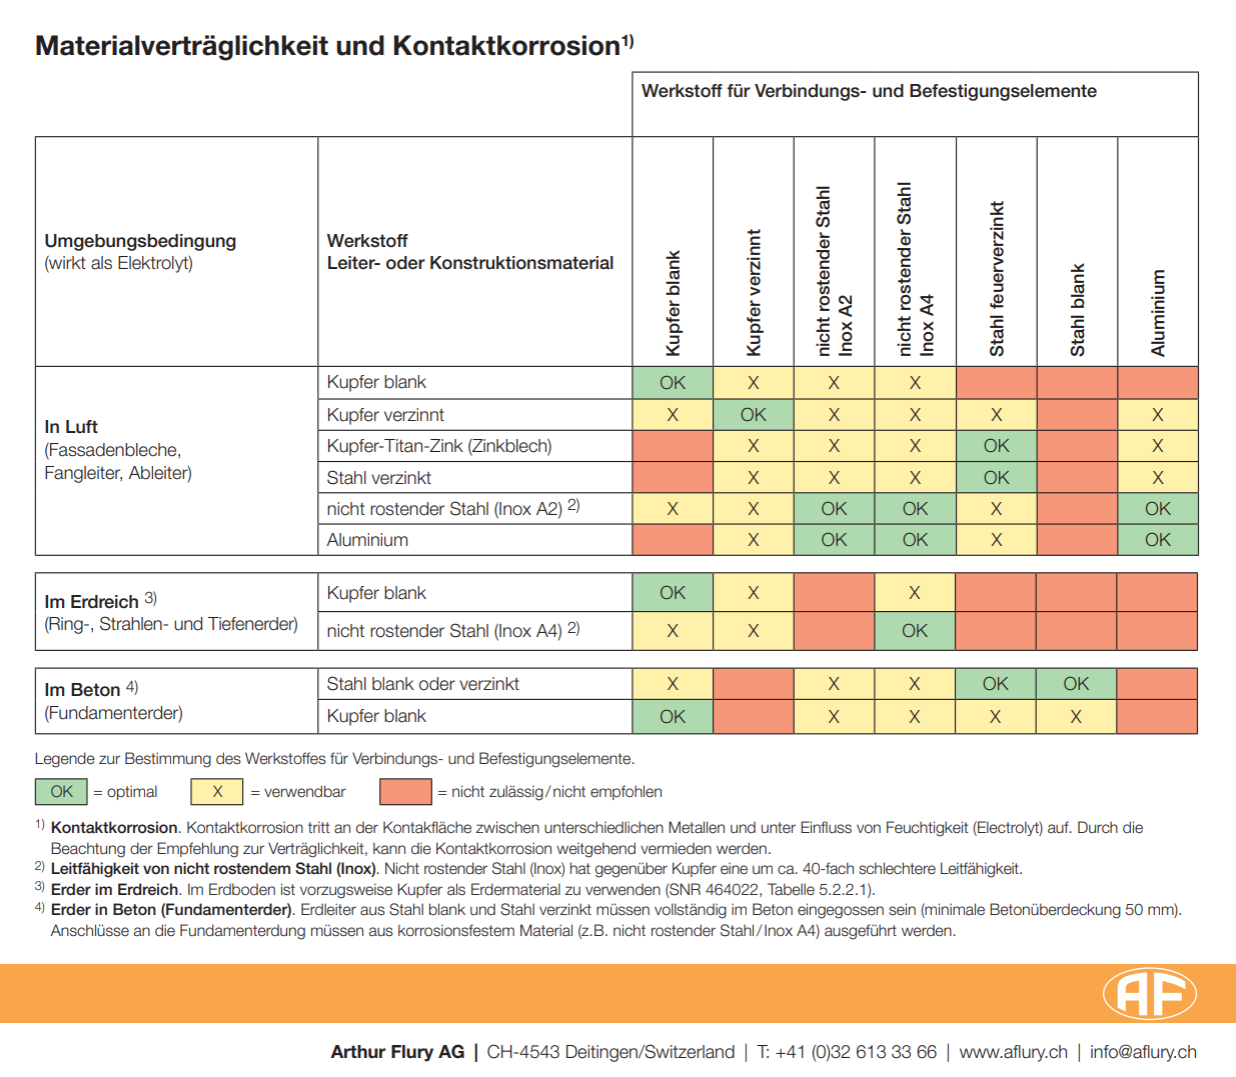 Materialverträglichkeit und Kontaktkorrosion1)
Werkstoff für Verbindungs- und Befestigungselemente
Umgebungsbedingung
(wirkt als Elektrolyt)
Werkstoff
Leiter- oder Konstruktionsmaterial
Kupfer blank
Kupfer verzinnt
nicht rostender Stahl
Inox A2
nicht rostender Stahl
Inox A4
Stahl feuerverzinkt
Stahl blank
Aluminium
In Luft
(Fassadenbleche,
Fangleiter, Ableiter)
Kupfer blank OK X X X
Kupfer verzinnt X OK X X X X
Kupfer-Titan-Zink (Zinkblech) X X X OK X
Stahl verzinkt X X X OK X
nicht rostender Stahl (Inox A2) 2) X X OK OK X OK
Aluminium X OK OK X OK
Im Erdreich 3)
(Ring-, Strahlen- und Tiefenerder)
Kupfer blank OK X X
nicht rostender Stahl (Inox A4) 2) X X OK
Im Beton 4)
(Fundamenterder)
Stahl blank oder verzinkt X X X OK OK
Kupfer blank OK X X X X
Legende zur Bestimmung des Werkstoffes für Verbindungs- und Befestigungselemente.
OK = optimal X = verwendbar = nicht zulässig/nicht empfohlen
1) Kontaktkorrosion. Kontaktkorrosion tritt an der Kontakfläche zwischen unterschiedlichen Metallen und unter Einfluss von Feuchtigkeit (Electrolyt) auf. Durch die
Beachtung der Empfehlung zur Verträglichkeit, kann die Kontaktkorrosion weitgehend vermieden werden.
2) Leitfähigkeit von nicht rostendem Stahl (Inox). Nicht rostender Stahl (Inox) hat gegenüber Kupfer eine um ca. 40-fach schlechtere Leitfähigkeit.
3) Erder im Erdreich. Im Erdboden ist vorzugsweise Kupfer als Erdermaterial zu verwenden (SNR 464022, Tabelle 5.2.2.1).
4) Erder in Beton (Fundamenterder). Erdleiter aus Stahl blank und Stahl verzinkt müssen vollständig im Beton eingegossen sein (minimale Betonüberdeckung 50 mm).
Anschlüsse an die Fundamenterdung müssen aus korrosionsfestem Material (z.B. nicht rostender Stahl/Inox A4) ausgeführt werden.
AF
Arthur Flury AG | CH-4543 Deitingen/Switzerland | T: +41 (0)32 613 33 66 | www.aflury.ch | info@aflury.ch